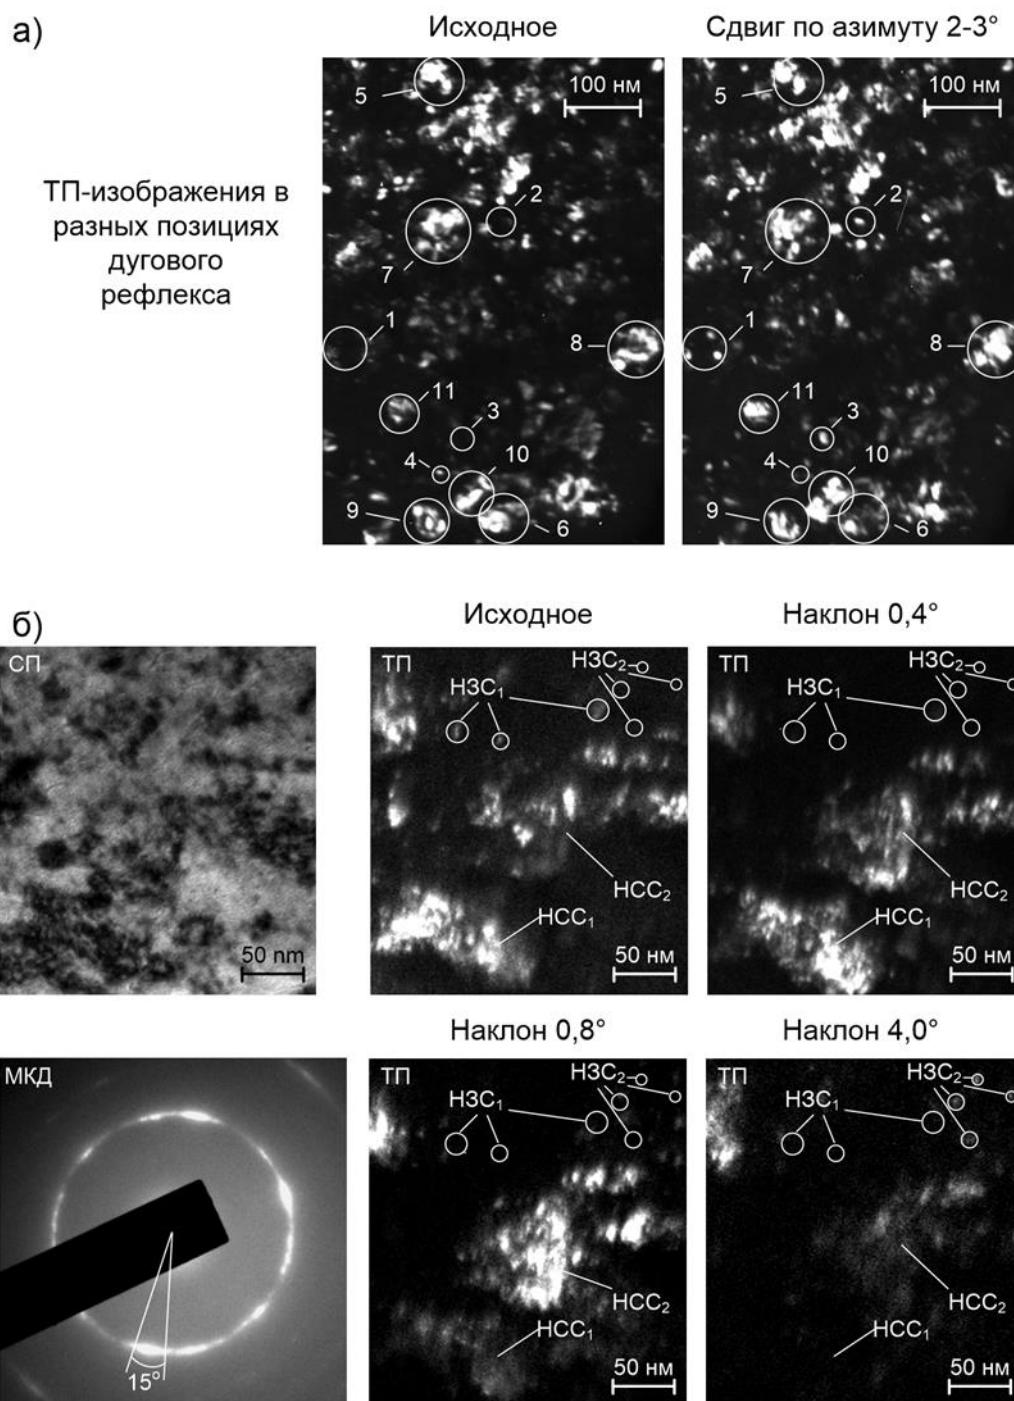 а)
Исходное
Сдвиг по азимуту 2-3°
ТП-изображения в
разных позициях
дугового
рефлекса
5
100 нм
2
7
1
8
11
3
4
10
9
6
5
100 нм
2
7
1
8
11
3
4
10
9
6
б)
СП
50 nm
Исходное
ТП
НЗС₂
НЗС₁
НСС₂
НСС₁
50 нм
Наклон 0,4°
ТП
НЗС₂
НЗС₁
НСС₂
НСС₁
50 нм
МКД
15°
Наклон 0,8°
ТП
НЗС₂
НЗС₁
НСС₂
НСС₁
50 нм
Наклон 4,0°
ТП
НЗС₂
НЗС₁
НСС₂
НСС₁
50 нм